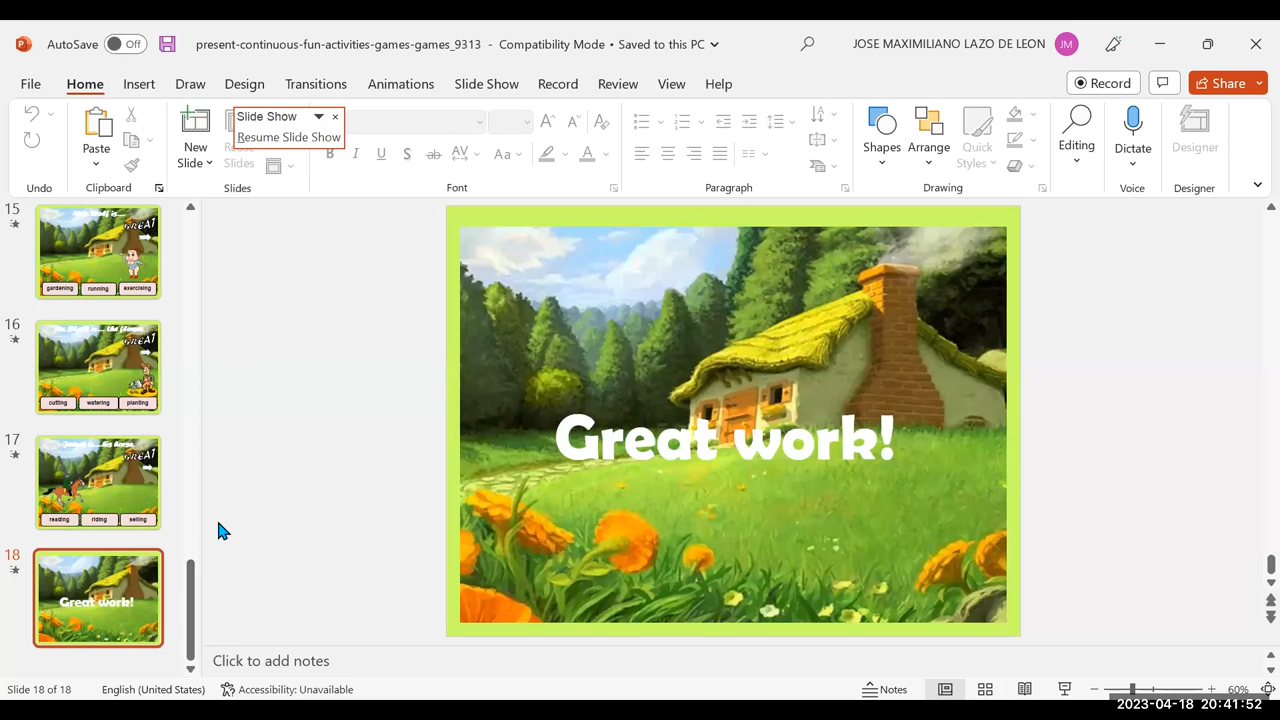 AutoSave Off present-continuous-fun-activities-games-games_9313 - Compatibility Mode • Saved to this PC JOSE MAXIMILIANO LAZO DE LEON JM
File Home Insert Draw Design Transitions Animations Slide Show Record Review View Help Record Share
Slide Show
Resume Slide Show
Paste New Slide Slides
Shapes Arrange Quick Styles Editing Dictate Designer
Undo Clipboard Slides Font Paragraph Drawing Voice Designer
15
GREAT
gardening running exercising
16
GREAT
cutting watering planting
17
GREAT
reading riding selling
18
Great work!
Great work!
Click to add notes
Slide 18 of 18 English (United States) Accessibility: Unavailable Notes 60%
2023-04-18 20:41:52